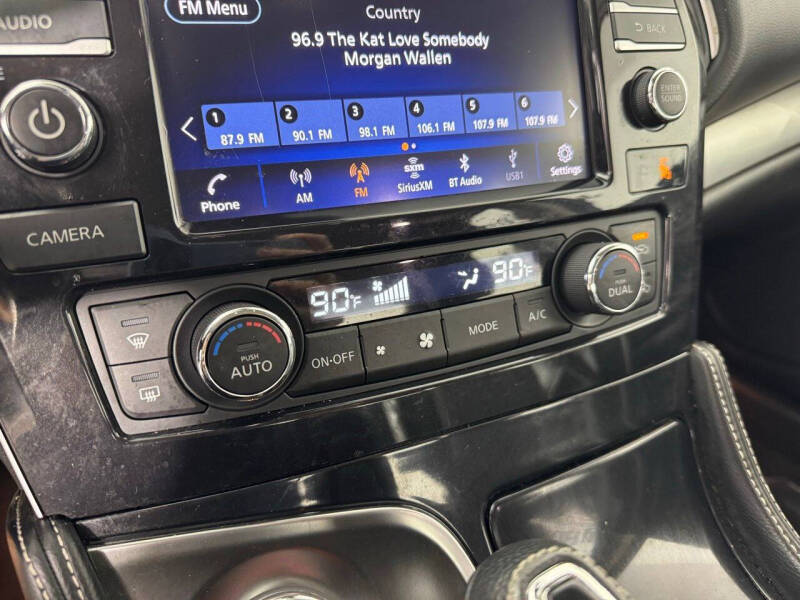 AUDIO
FM Menu
Country
96.9 The Kat Love Somebody
Morgan Wallen
BACK
ENTER
SOUND
1 87.9 FM
2 90.1 FM
3 98.1 FM
4 106.1 FM
5 107.9 FM
6 107.9 FM
Phone
AM
FM
sxm
SiriusXM
BT Audio
USB1
Settings
CAMERA
90°F
90°F
PUSH
AUTO
ON·OFF
MODE
A/C
PUSH
DUAL